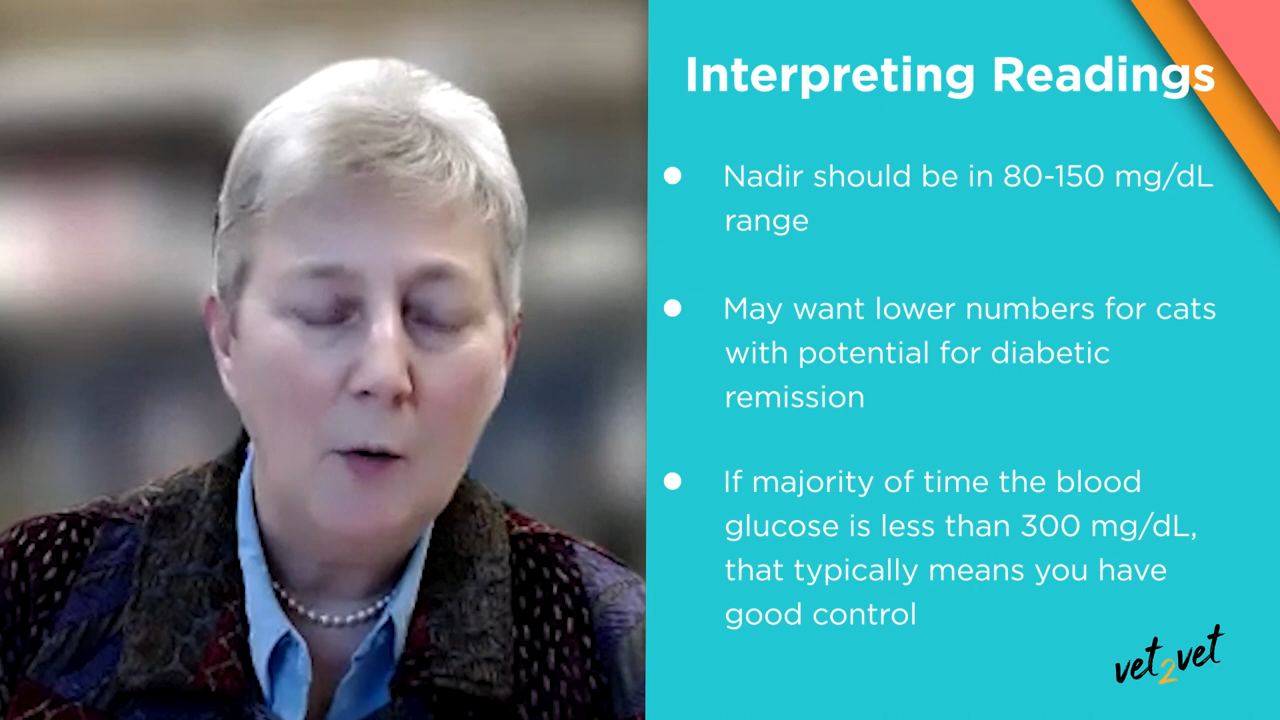 Interpreting Readings
● Nadir should be in 80-150 mg/dL
range
● May want lower numbers for cats
with potential for diabetic
remission
● If majority of time the blood
glucose is less than 300 mg/dL,
that typically means you have
good control
vet2vet